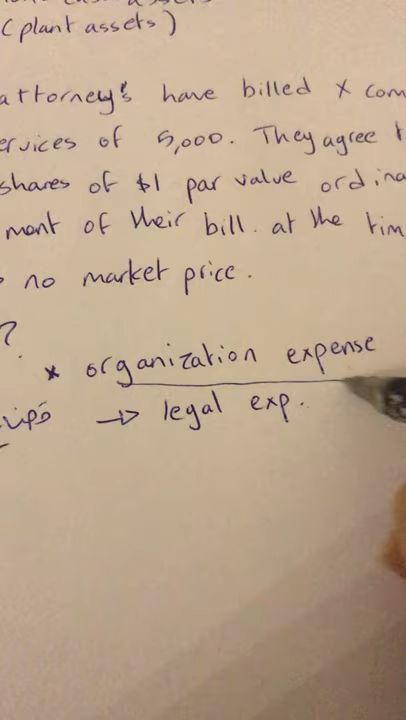 (plant assets)
attorney's have billed x com
ervices of 5,000. They agree t
shares of $1 par value ordina
ment of their bill. at the tim
no market price.
?
* organization expense
→ legal exp.